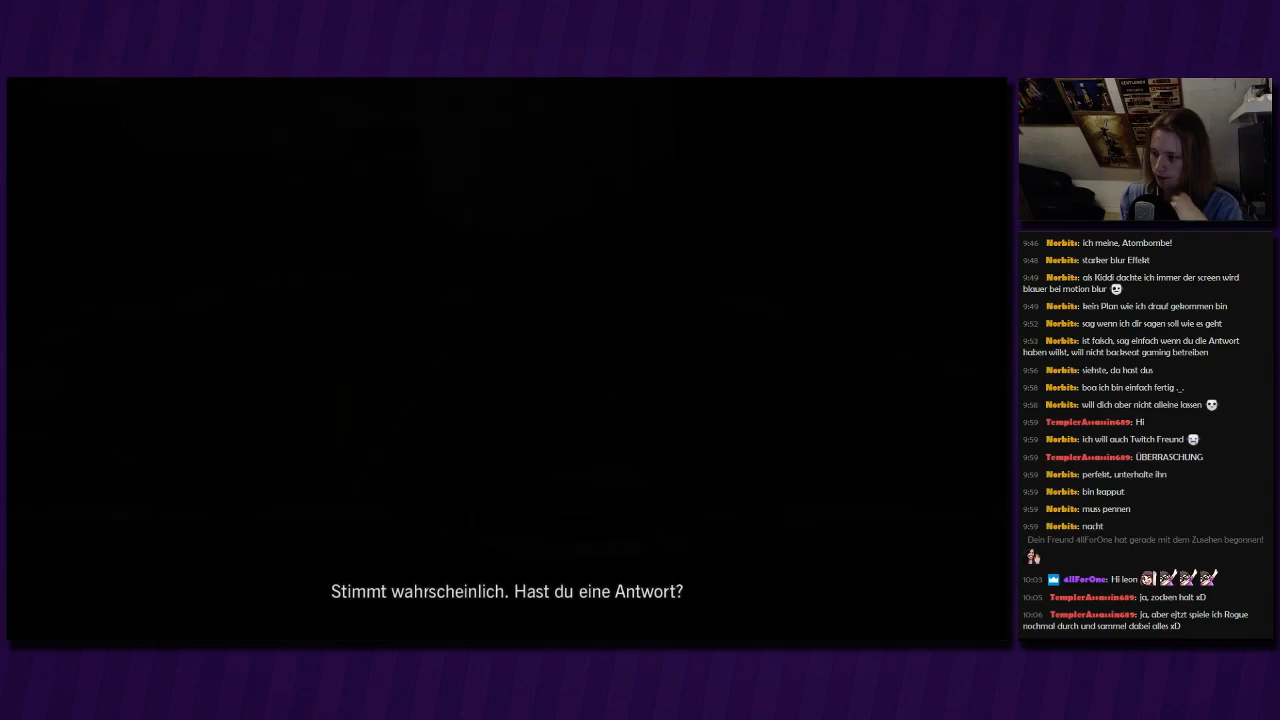 Stimmt wahrscheinlich. Hast du eine Antwort?
9:46 Norbits: ich meine, Atombombe!
9:48 Norbits: starker blur Effekt
9:49 Norbits: als Kiddi dachte ich immer der screen wird
blauer bei motion blur
9:49 Norbits: kein Plan wie ich drauf gekommen bin
9:52 Norbits: sag wenn ich dir sagen soll wie es geht
9:53 Norbits: ist falsch, sag einfach wenn du die Antwort
haben willst, will nicht backseat gaming betreiben
9:56 Norbits: siehste, da hast dus
9:58 Norbits: boa ich bin einfach fertig ._.
9:58 Norbits: will dich aber nicht alleine lassen
9:59 TemplerAssassin689: Hi
9:59 Norbits: ich will auch Twitch Freund
9:59 TemplerAssassin689: ÜBERRASCHUNG
9:59 Norbits: perfekt, unterhalte ihn
9:59 Norbits: bin kapput
9:59 Norbits: muss pennen
9:59 Norbits: nacht
Dein Freund 4llForOne hat gerade mit dem Zusehen begonnen!
10:03 4llForOne: Hi leon
10:05 TemplerAssassin689: ja, zocken halt xD
10:06 TemplerAssassin689: ja, aber ejtzt spiele ich Rogue
nochmal durch und sammel dabei alles xD